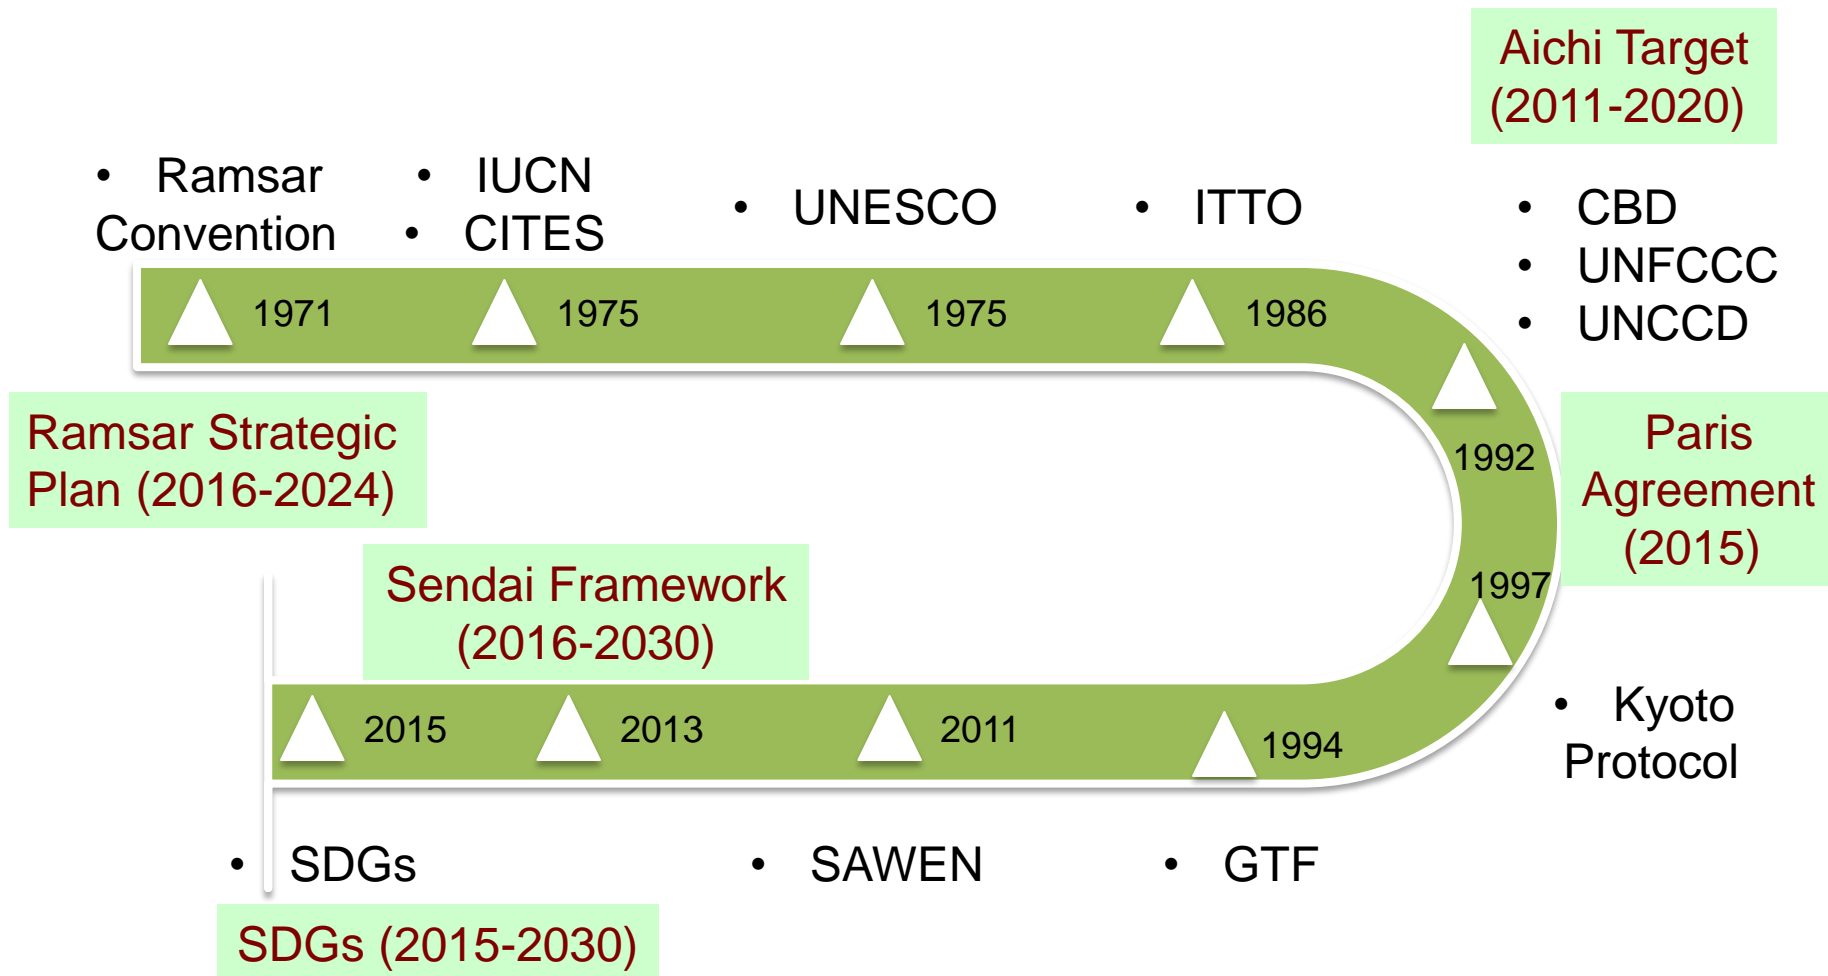 Aichi Target
(2011-2020)
• Ramsar
Convention
• IUCN
• CITES
• UNESCO
• ITTO
• CBD
• UNFCCC
• UNCCD
1971
1975
1975
1986
1992
Ramsar Strategic
Plan (2016-2024)
Paris
Agreement
(2015)
1997
Sendai Framework
(2016-2030)
• Kyoto
Protocol
2015
2013
2011
1994
• SDGs
• SAWEN
• GTF
SDGs (2015-2030)